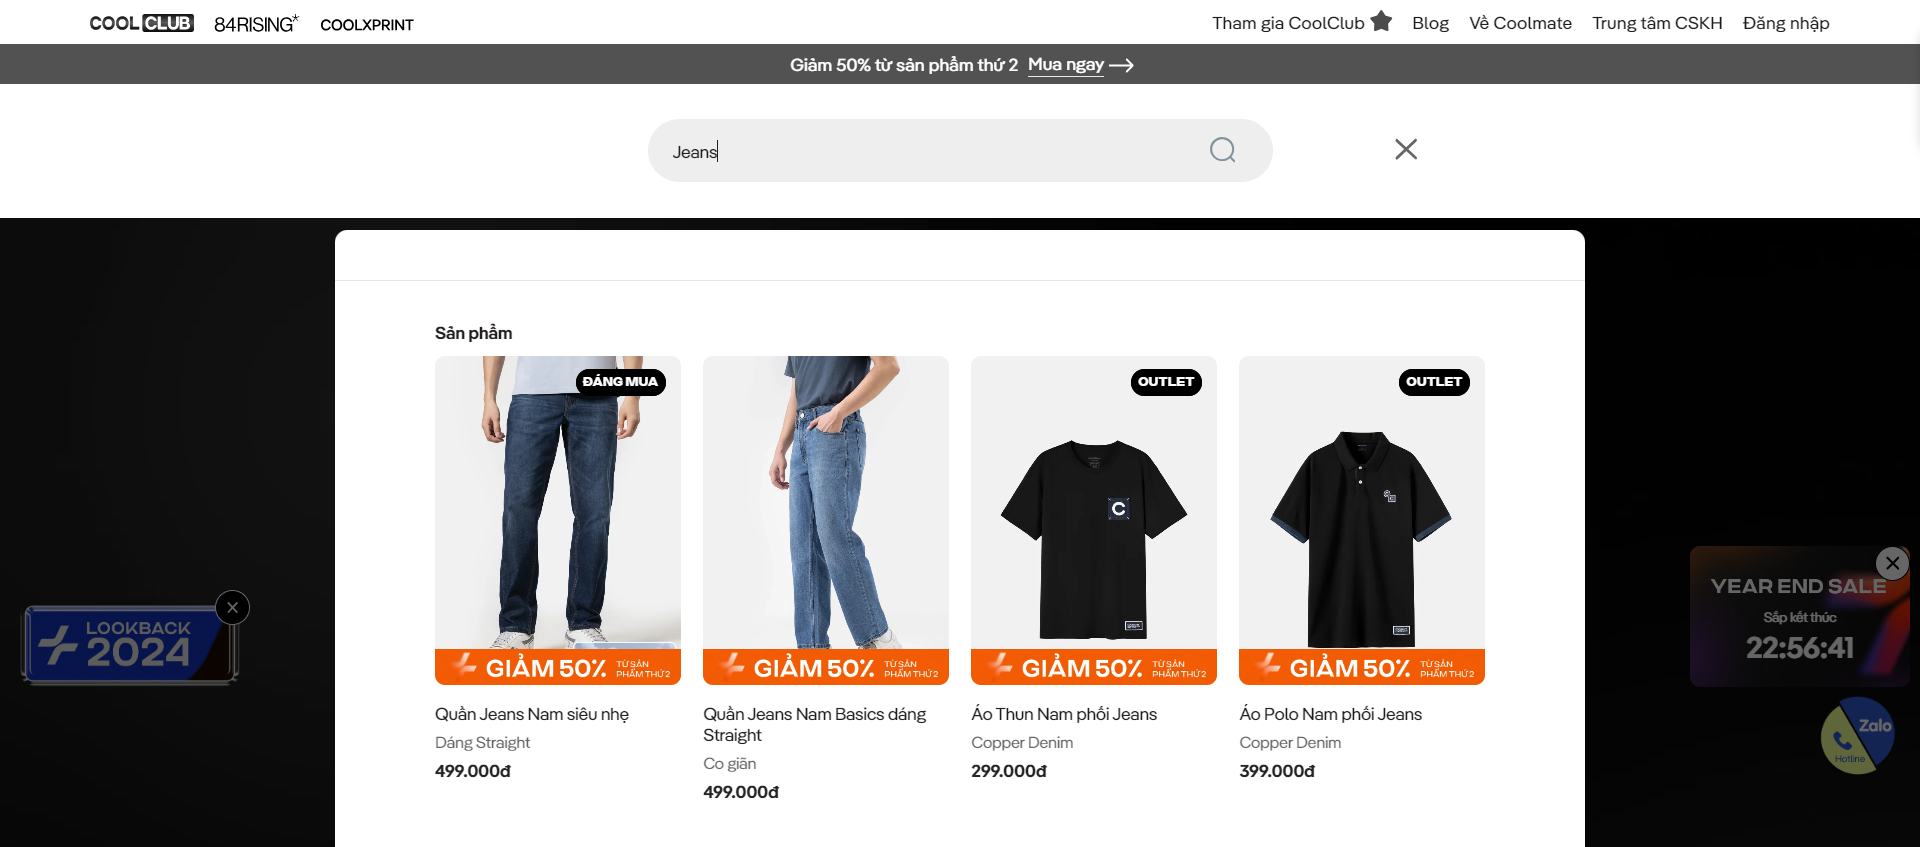 COOLCLUB 84RISING* COOLXPRINT
Tham gia CoolClub Blog Về Coolmate Trung tâm CSKH Đăng nhập
Giảm 50% từ sản phẩm thứ 2 Mua ngay
Jeans
Sản phẩm
ĐÁNG MUA
OUTLET
OUTLET
C
GIẢM 50% TỪ SẢN PHẨM THỨ 2
GIẢM 50% TỪ SẢN PHẨM THỨ 2
GIẢM 50% TỪ SẢN PHẨM THỨ 2
GIẢM 50% TỪ SẢN PHẨM THỨ 2
Quần Jeans Nam siêu nhẹ
Dáng Straight
499.000đ
Quần Jeans Nam Basics dáng
Straight
Co giãn
499.000đ
Áo Thun Nam phối Jeans
Copper Denim
299.000đ
Áo Polo Nam phối Jeans
Copper Denim
399.000đ
LOOKBACK
2024
YEAR END SALE
Sắp kết thúc
22:56:41
Zalo
Hotline